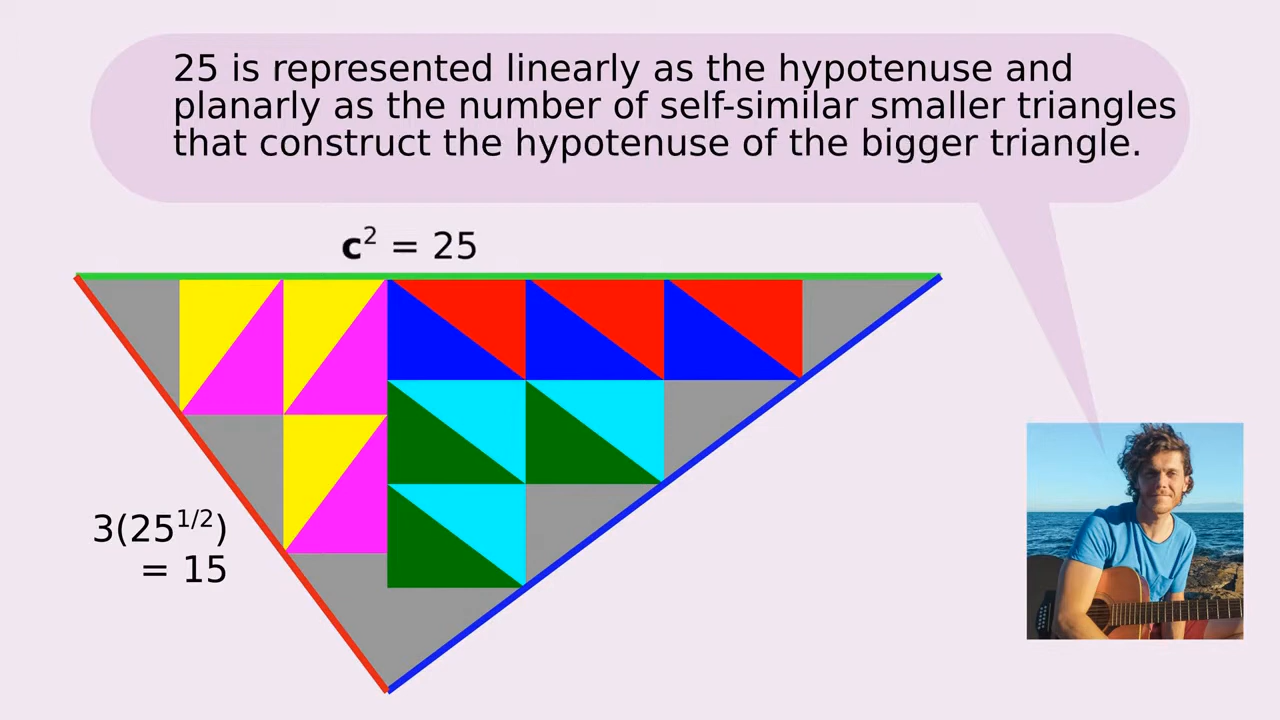 25 is represented linearly as the hypotenuse and
planarly as the number of self-similar smaller triangles
that construct the hypotenuse of the bigger triangle.
c² = 25
3(25^{1/2})
= 15